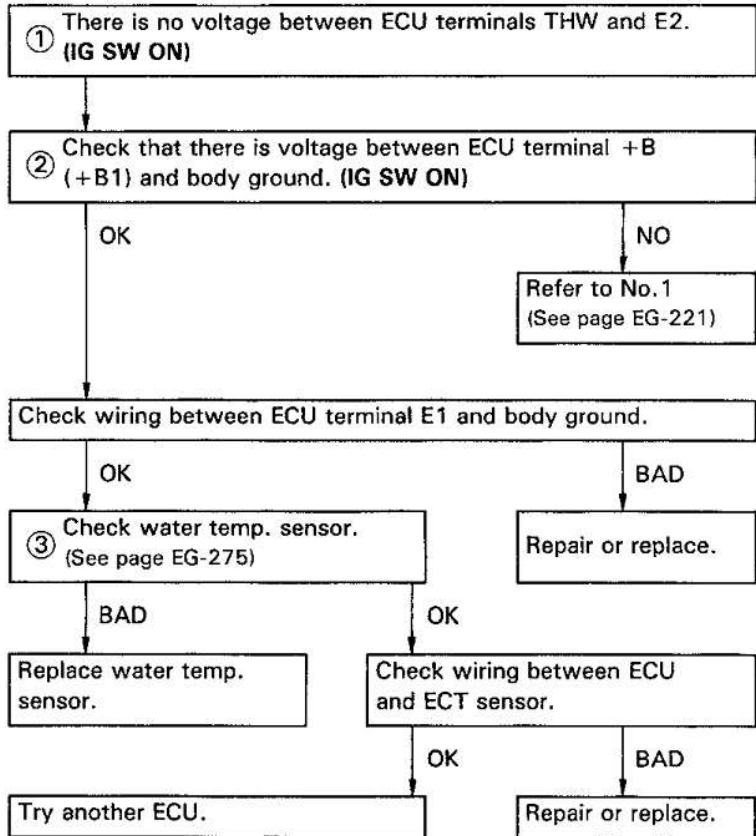 ① There is no voltage between ECU terminals THW and E2.
(IG SW ON)
② Check that there is voltage between ECU terminal +B
(+B1) and body ground. (IG SW ON)
OK
NO
Refer to No.1
(See page EG-221)
Check wiring between ECU terminal E1 and body ground.
OK
BAD
③ Check water temp. sensor.
(See page EG-275)
Repair or replace.
BAD
OK
Replace water temp.
sensor.
Check wiring between ECU
and ECT sensor.
OK
BAD
Try another ECU.
Repair or replace.